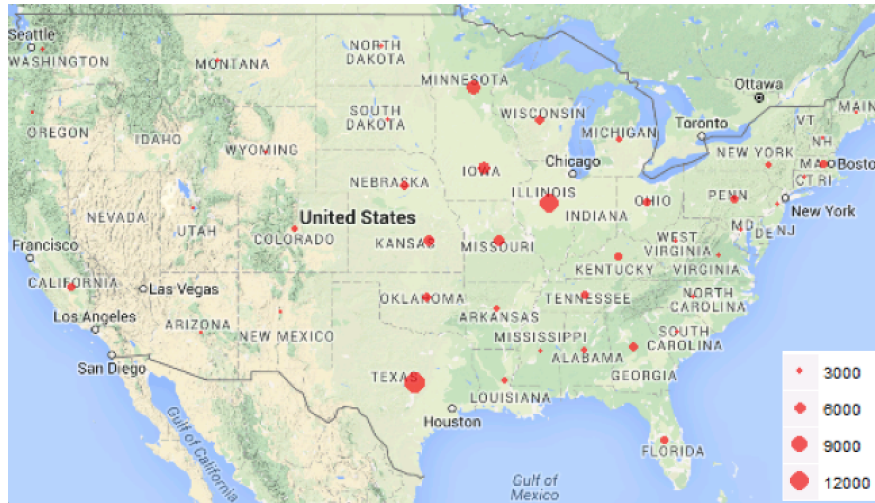 Seattle
WASHINGTON
MONTANA
NORTH
DAKOTA
MINNESOTA
Ottawa
MAIN
OREGON
IDAHO
SOUTH
DAKOTA
WISCONSIN
MICHIGAN
Toronto
VT
NH
WYOMING
NEW YORK
MA
Boston
IOWA
Chicago
CT RI
NEBRASKA
ILLINOIS
INDIANA
OHIO
PENN
New York
NEVADA
UTAH
United States
COLORADO
KANSAS
MISSOURI
WEST
VIRGINIA
MD
DE NJ
Francisco
CALIFORNIA
KENTUCKY
VIRGINIA
Las Vegas
OKLAHOMA
TENNESSEE
NORTH
CAROLINA
Los Angeles
ARIZONA
NEW MEXICO
ARKANSAS
MISSISSIPPI
SOUTH
CAROLINA
San Diego
ALABAMA
GEORGIA
TEXAS
LOUISIANA
Houston
FLORIDA
Gulf of
California
Gulf of
Mexico
3000
6000
9000
12000